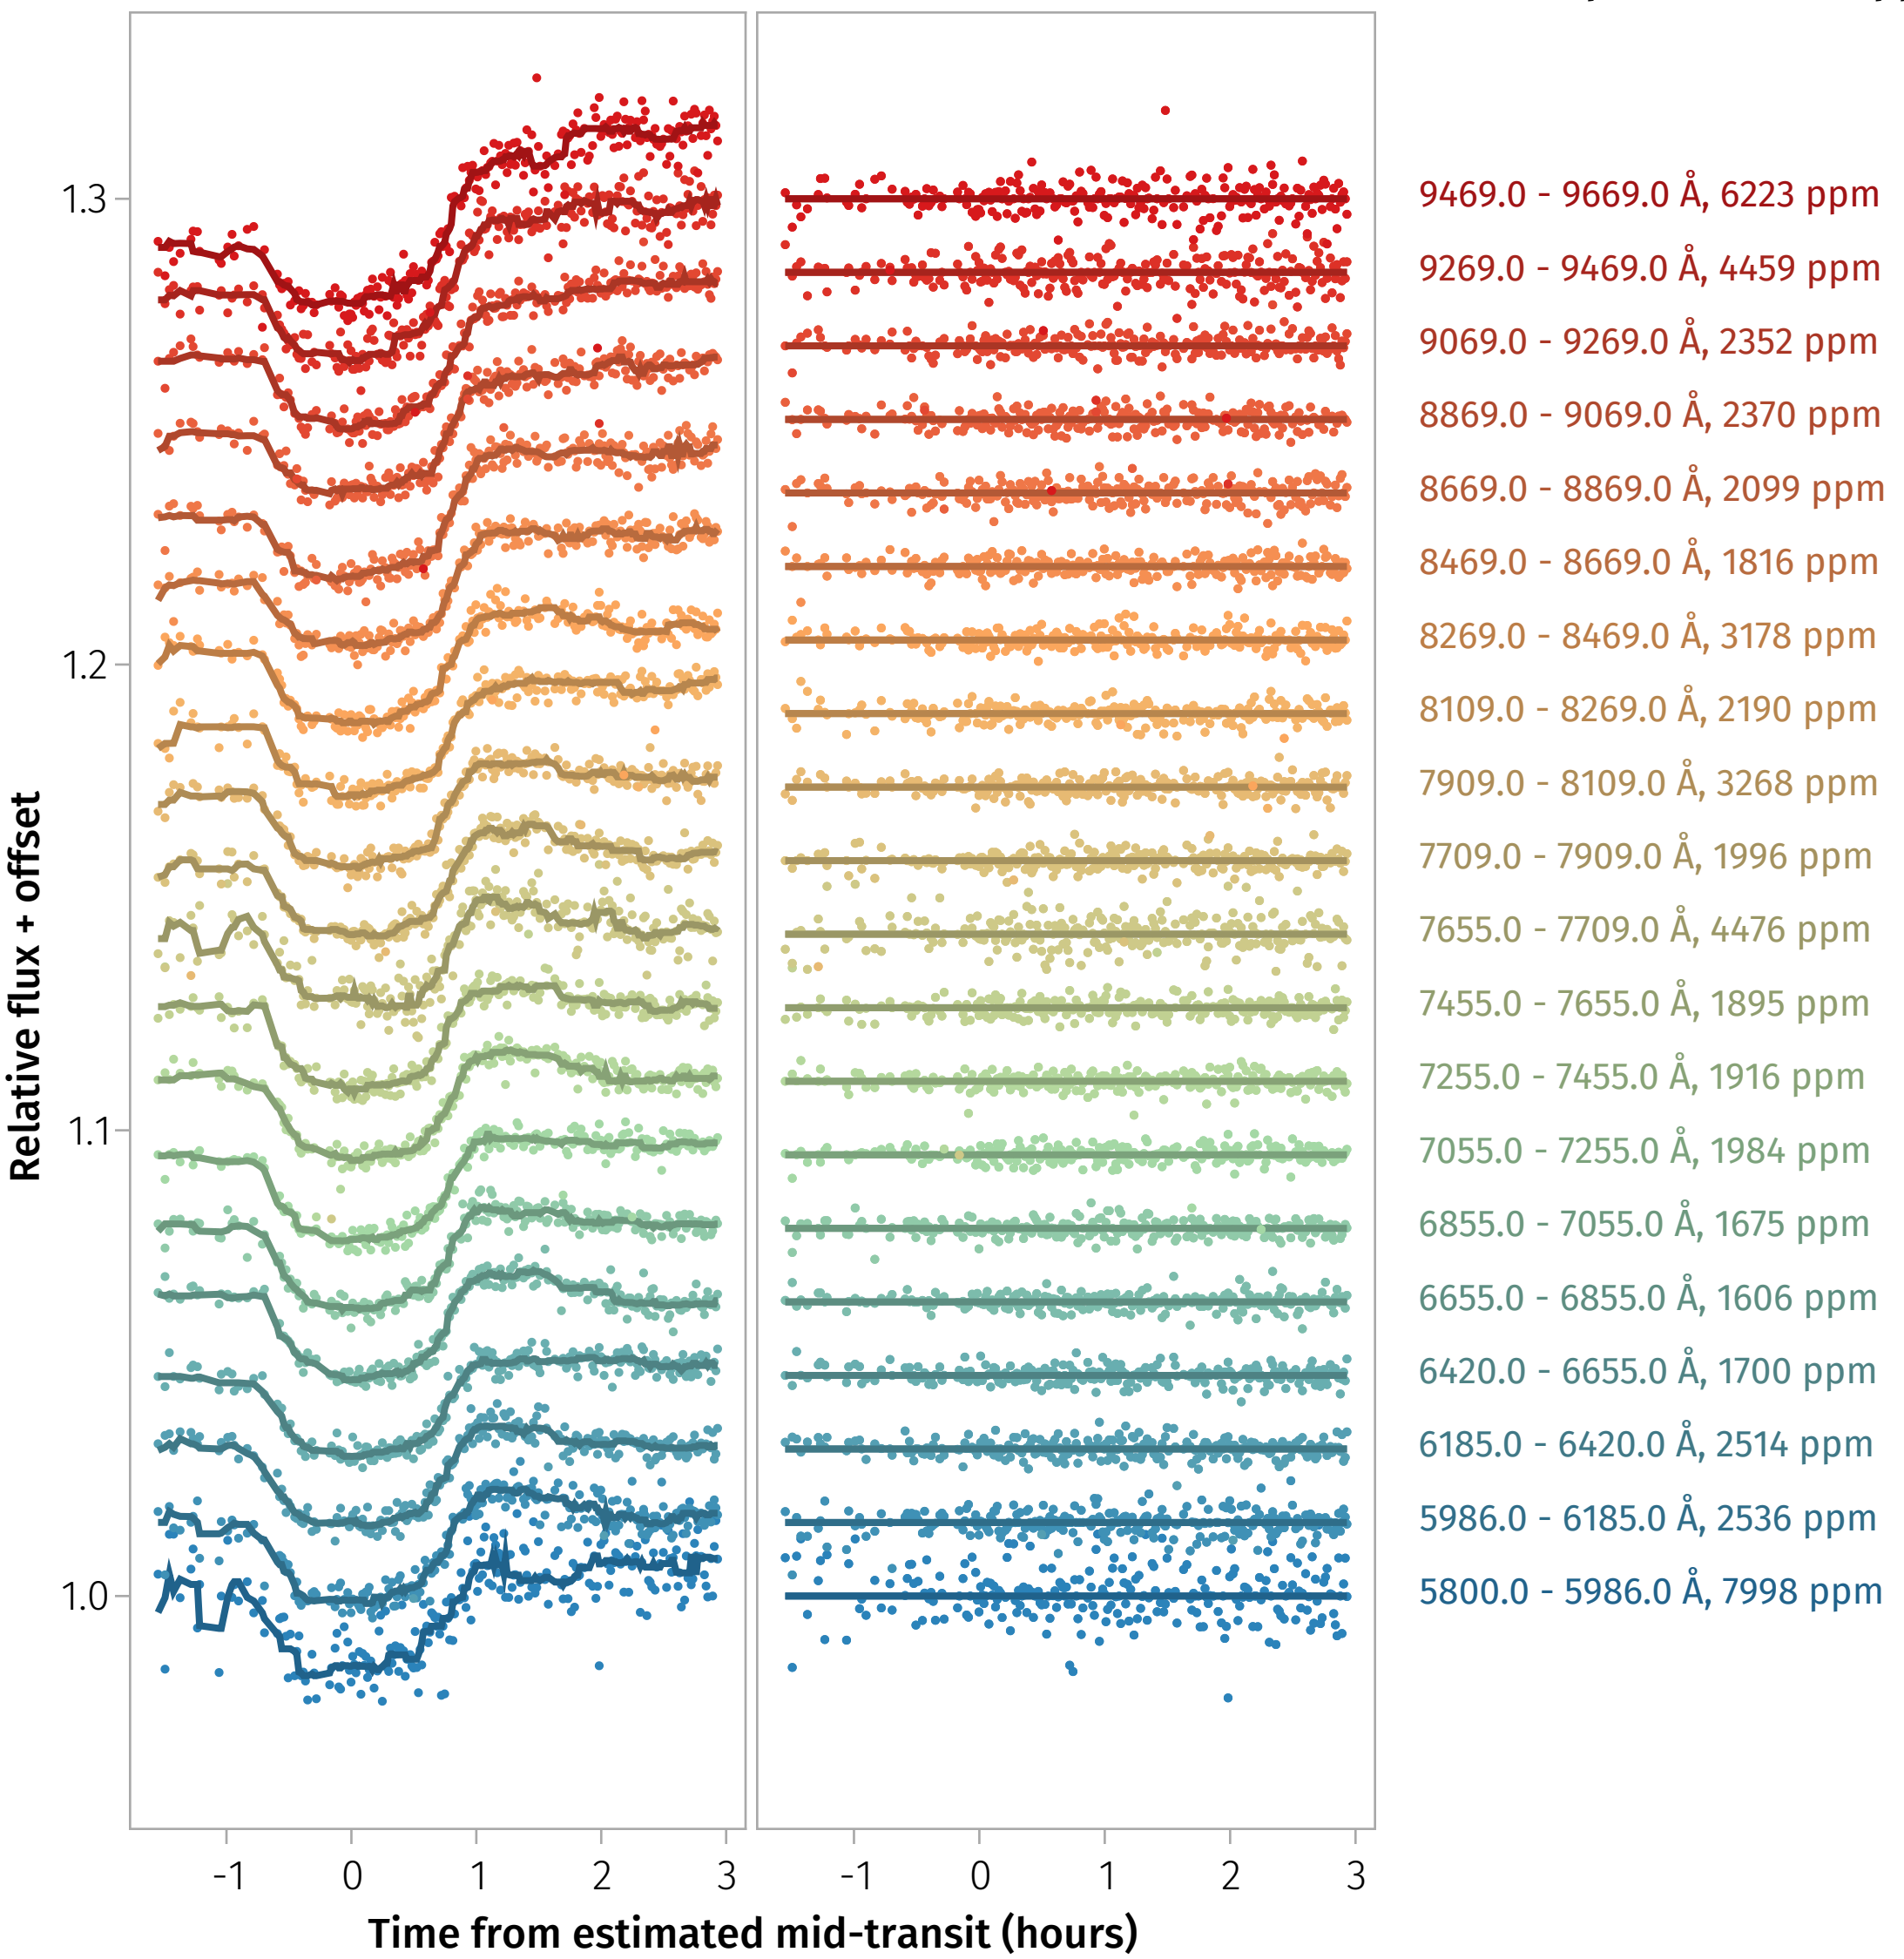 1.3
1.2
1.1
1.0
Relative flux + offset
-1 0 1 2 3
-1 0 1 2 3
Time from estimated mid-transit (hours)
9469.0 - 9669.0 Å, 6223 ppm
9269.0 - 9469.0 Å, 4459 ppm
9069.0 - 9269.0 Å, 2352 ppm
8869.0 - 9069.0 Å, 2370 ppm
8669.0 - 8869.0 Å, 2099 ppm
8469.0 - 8669.0 Å, 1816 ppm
8269.0 - 8469.0 Å, 3178 ppm
8109.0 - 8269.0 Å, 2190 ppm
7909.0 - 8109.0 Å, 3268 ppm
7709.0 - 7909.0 Å, 1996 ppm
7655.0 - 7709.0 Å, 4476 ppm
7455.0 - 7655.0 Å, 1895 ppm
7255.0 - 7455.0 Å, 1916 ppm
7055.0 - 7255.0 Å, 1984 ppm
6855.0 - 7055.0 Å, 1675 ppm
6655.0 - 6855.0 Å, 1606 ppm
6420.0 - 6655.0 Å, 1700 ppm
6185.0 - 6420.0 Å, 2514 ppm
5986.0 - 6185.0 Å, 2536 ppm
5800.0 - 5986.0 Å, 7998 ppm